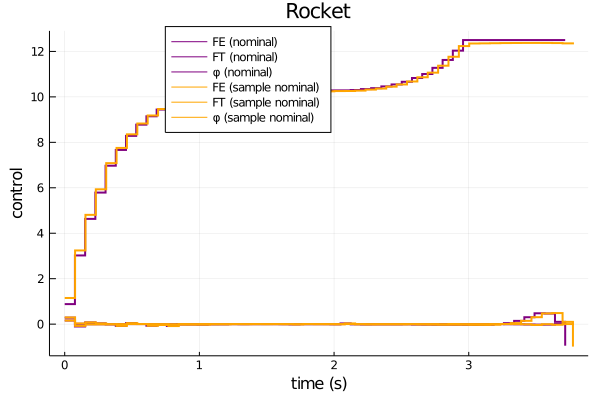 Rocket
FE (nominal)
FT (nominal)
φ (nominal)
FE (sample nominal)
FT (sample nominal)
φ (sample nominal)
12
10
8
6
4
2
0
control
0 1 2 3
time (s)